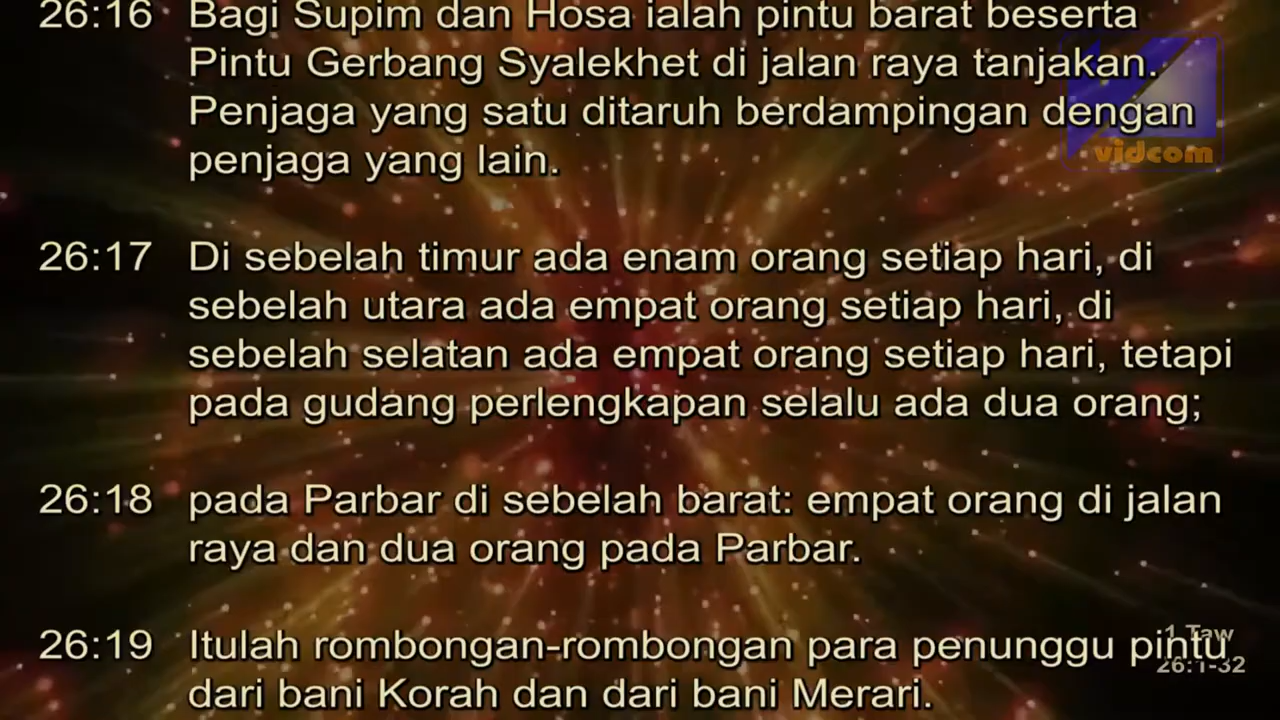 26:16 Bagi Supim dan Hosa ialah pintu barat beserta
Pintu Gerbang Syalekhet di jalan raya tanjakan.
Penjaga yang satu ditaruh berdampingan dengan
penjaga yang lain.
vidcom
26:17 Di sebelah timur ada enam orang setiap hari, di
sebelah utara ada empat orang setiap hari, di
sebelah selatan ada empat orang setiap hari, tetapi
pada gudang perlengkapan selalu ada dua orang;
26:18 pada Parbar di sebelah barat: empat orang di jalan
raya dan dua orang pada Parbar.
26:19 Itulah rombongan-rombongan para penunggu pintu
dari bani Korah dan dari bani Merari.
1 Taw
26:1-32